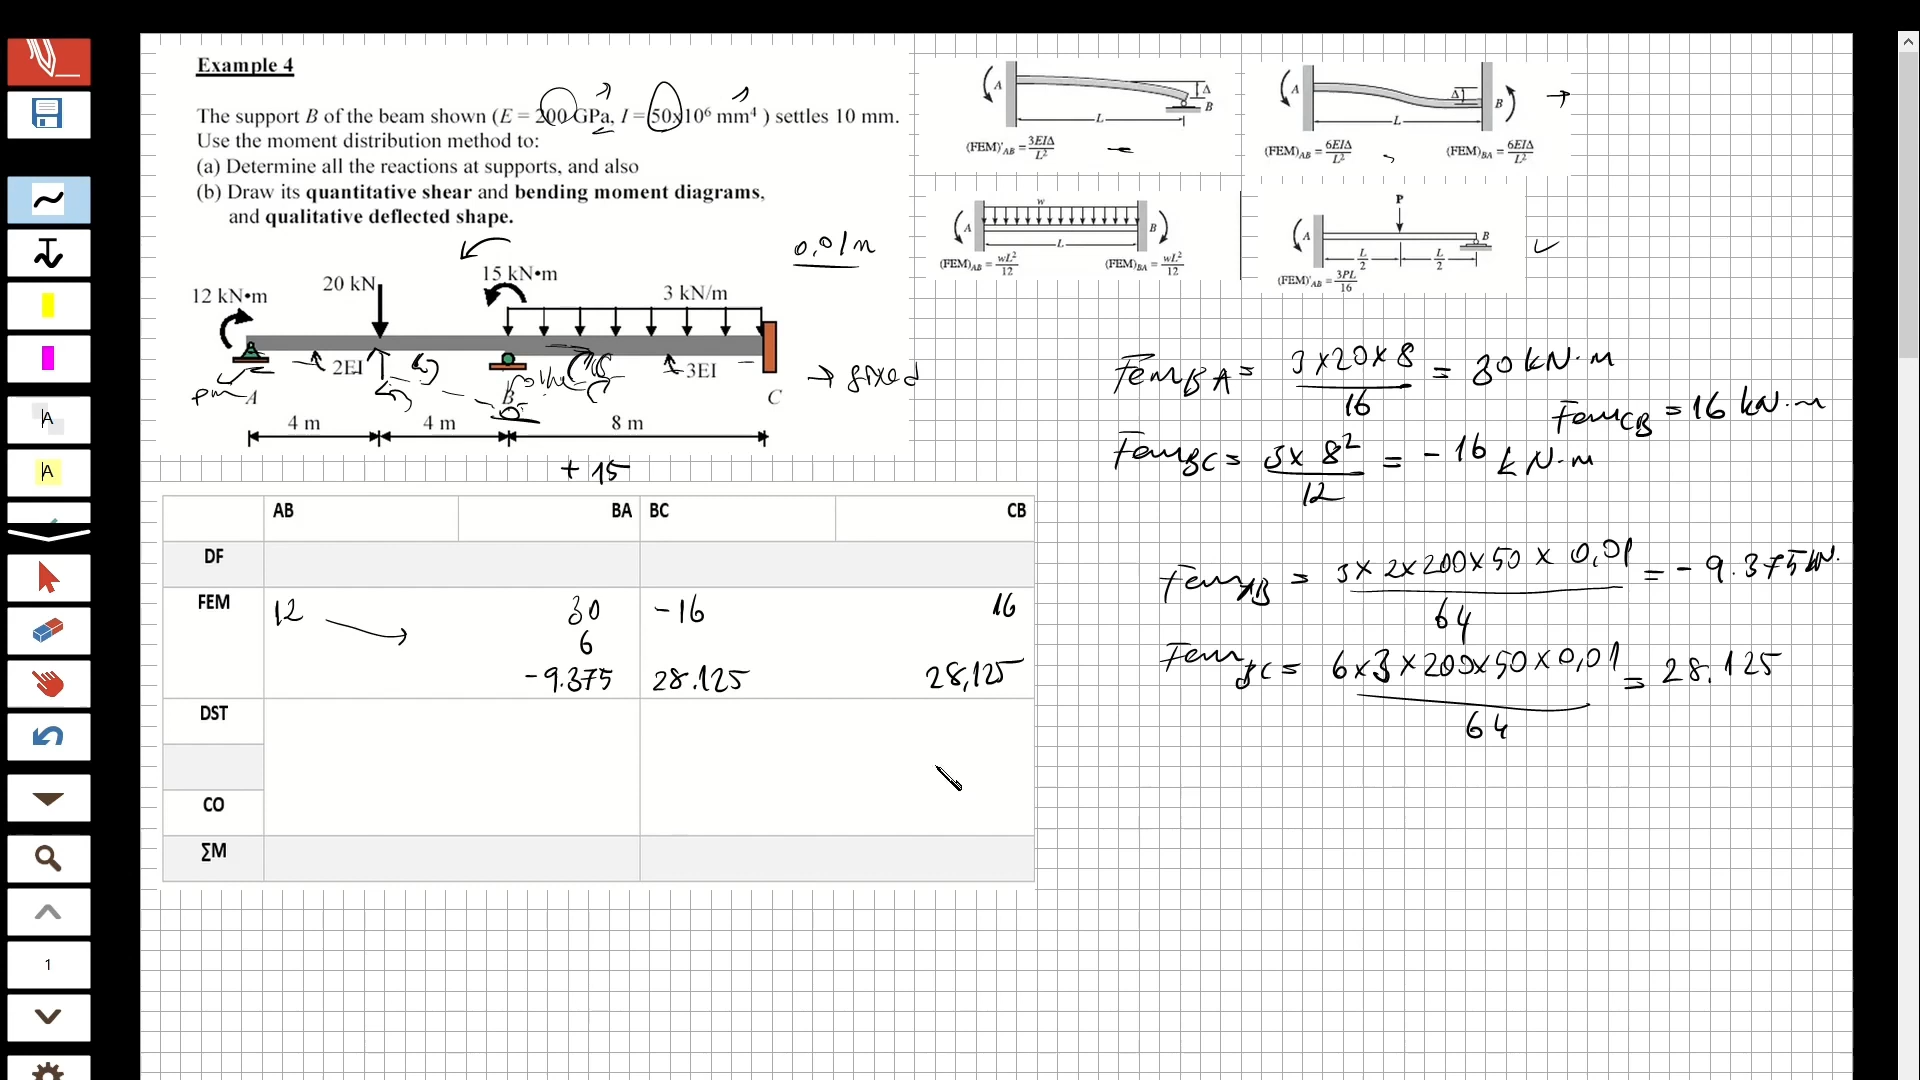 Example 4
The support B of the beam shown (E = 200 GPa, I = 50x10⁶ mm⁴ ) settles 10 mm.
Use the moment distribution method to:
(a) Determine all the reactions at supports, and also
(b) Draw its quantitative shear and bending moment diagrams,
and qualitative deflected shape.
0,01m
15 kN•m
20 kN
3 kN/m
12 kN•m
2EI
3EI
→ fixed
A
B
C
4 m
4 m
8 m
+ 15
AB BA BC CB
DF
FEM 12 30 -16 16
6
-9.375 28.125 28,125
DST
CO
∑M
A
Δ
B
L
(FEM)'AB = 3EIΔ/L²
A
Δ
B
L
(FEM)AB = 6EIΔ/L²
(FEM)BA = 6EIΔ/L²
w
A
B
L
(FEM)AB = wL²/12
(FEM)BA = wL²/12
P
A
B
L/2
L/2
(FEM)'AB = 3PL/16
FemBA = 3x20x8/16 = 30 kN.m
FemCB = 16 kN.m
FemBC = 3x 8²/12 = -16 kN.m
FemAB = 3x 2x200x50 x 0,01/64 = - 9.375kN.
FemBC = 6x3x200x50x0,01/64 = 28.125
A
A
1